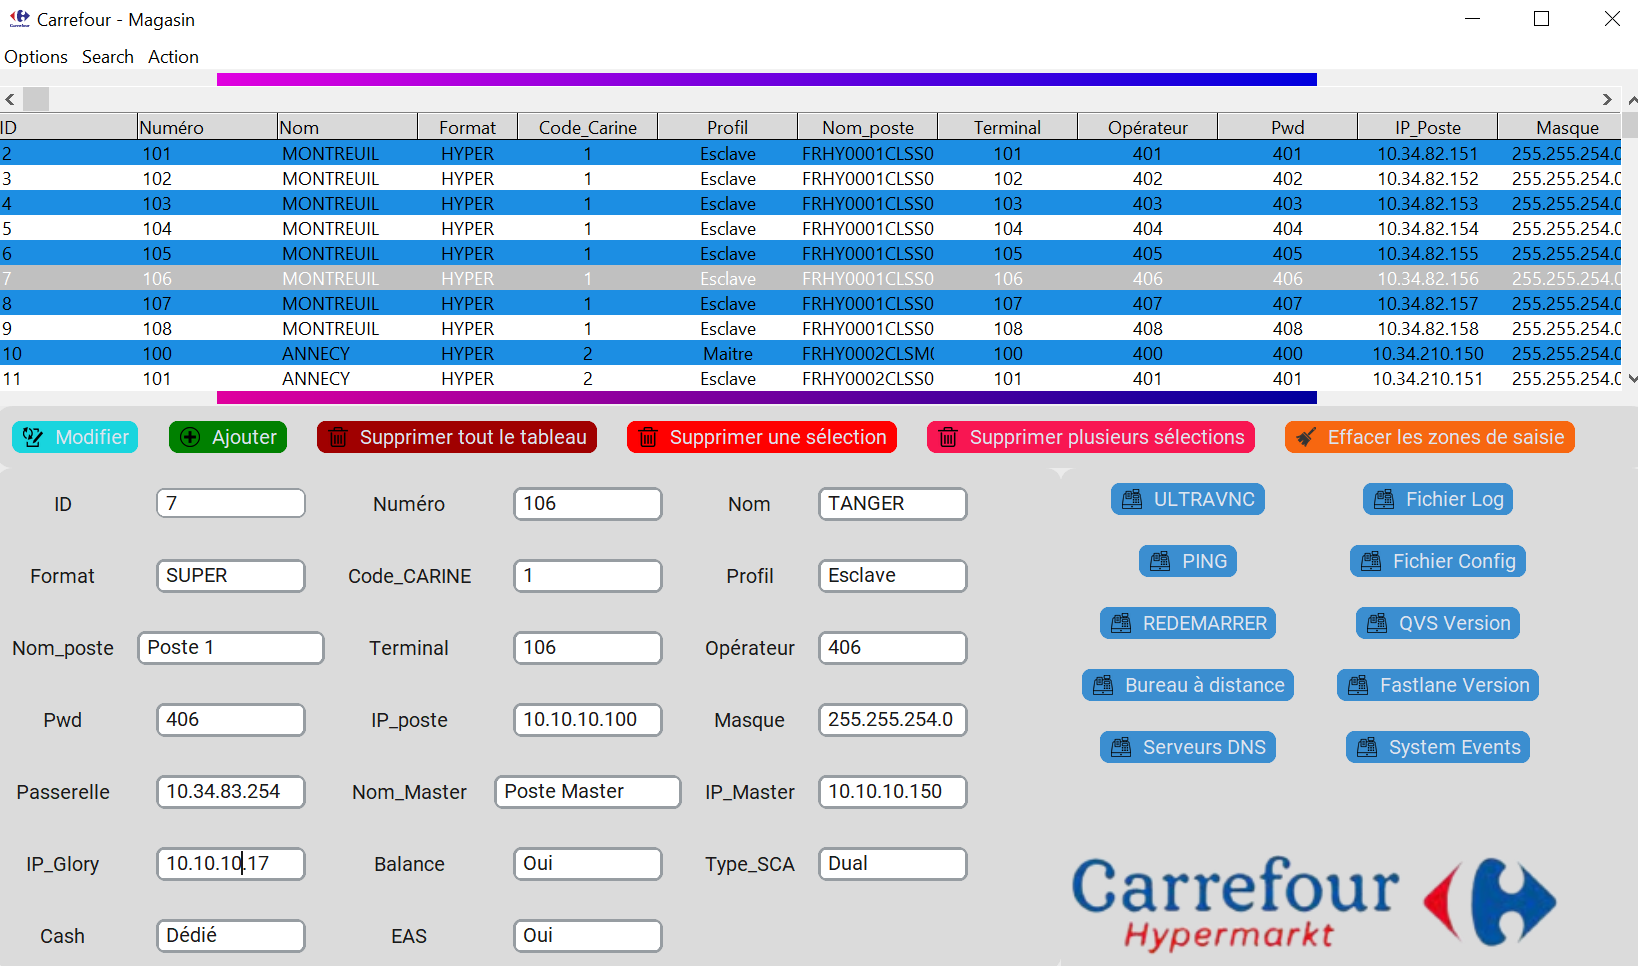 Carrefour - Magasin
Options Search Action
ID Numéro Nom Format Code_Carine Profil Nom_poste Terminal Opérateur Pwd IP_Poste Masque
2 101 MONTREUIL HYPER 1 Esclave FRHY0001CLSS0 101 401 401 10.34.82.151 255.255.254.0
3 102 MONTREUIL HYPER 1 Esclave FRHY0001CLSS0 102 402 402 10.34.82.152 255.255.254.0
4 103 MONTREUIL HYPER 1 Esclave FRHY0001CLSS0 103 403 403 10.34.82.153 255.255.254.0
5 104 MONTREUIL HYPER 1 Esclave FRHY0001CLSS0 104 404 404 10.34.82.154 255.255.254.0
6 105 MONTREUIL HYPER 1 Esclave FRHY0001CLSS0 105 405 405 10.34.82.155 255.255.254.0
7 106 MONTREUIL HYPER 1 Esclave FRHY0001CLSS0 106 406 406 10.34.82.156 255.255.254.0
8 107 MONTREUIL HYPER 1 Esclave FRHY0001CLSS0 107 407 407 10.34.82.157 255.255.254.0
9 108 MONTREUIL HYPER 1 Esclave FRHY0001CLSS0 108 408 408 10.34.82.158 255.255.254.0
10 100 ANNECY HYPER 2 Maitre FRHY0002CLSM0 100 400 400 10.34.210.150 255.255.254.0
11 101 ANNECY HYPER 2 Esclave FRHY0002CLSS0 101 401 401 10.34.210.151 255.255.254.0
Modifier Ajouter Supprimer tout le tableau Supprimer une sélection Supprimer plusieurs sélections Effacer les zones de saisie
ID 7 Numéro 106 Nom TANGER ULTRAVNC Fichier Log
Format SUPER Code_CARINE 1 Profil Esclave PING Fichier Config
Nom_poste Poste 1 Terminal 106 Opérateur 406 REDEMARRER QVS Version
Pwd 406 IP_poste 10.10.10.100 Masque 255.255.254.0 Bureau à distance Fastlane Version
Passerelle 10.34.83.254 Nom_Master Poste Master IP_Master 10.10.10.150 Serveurs DNS System Events
IP_Glory 10.10.10.17 Balance Oui Type_SCA Dual
Cash Dédié EAS Oui
Carrefour
Hypermarkt